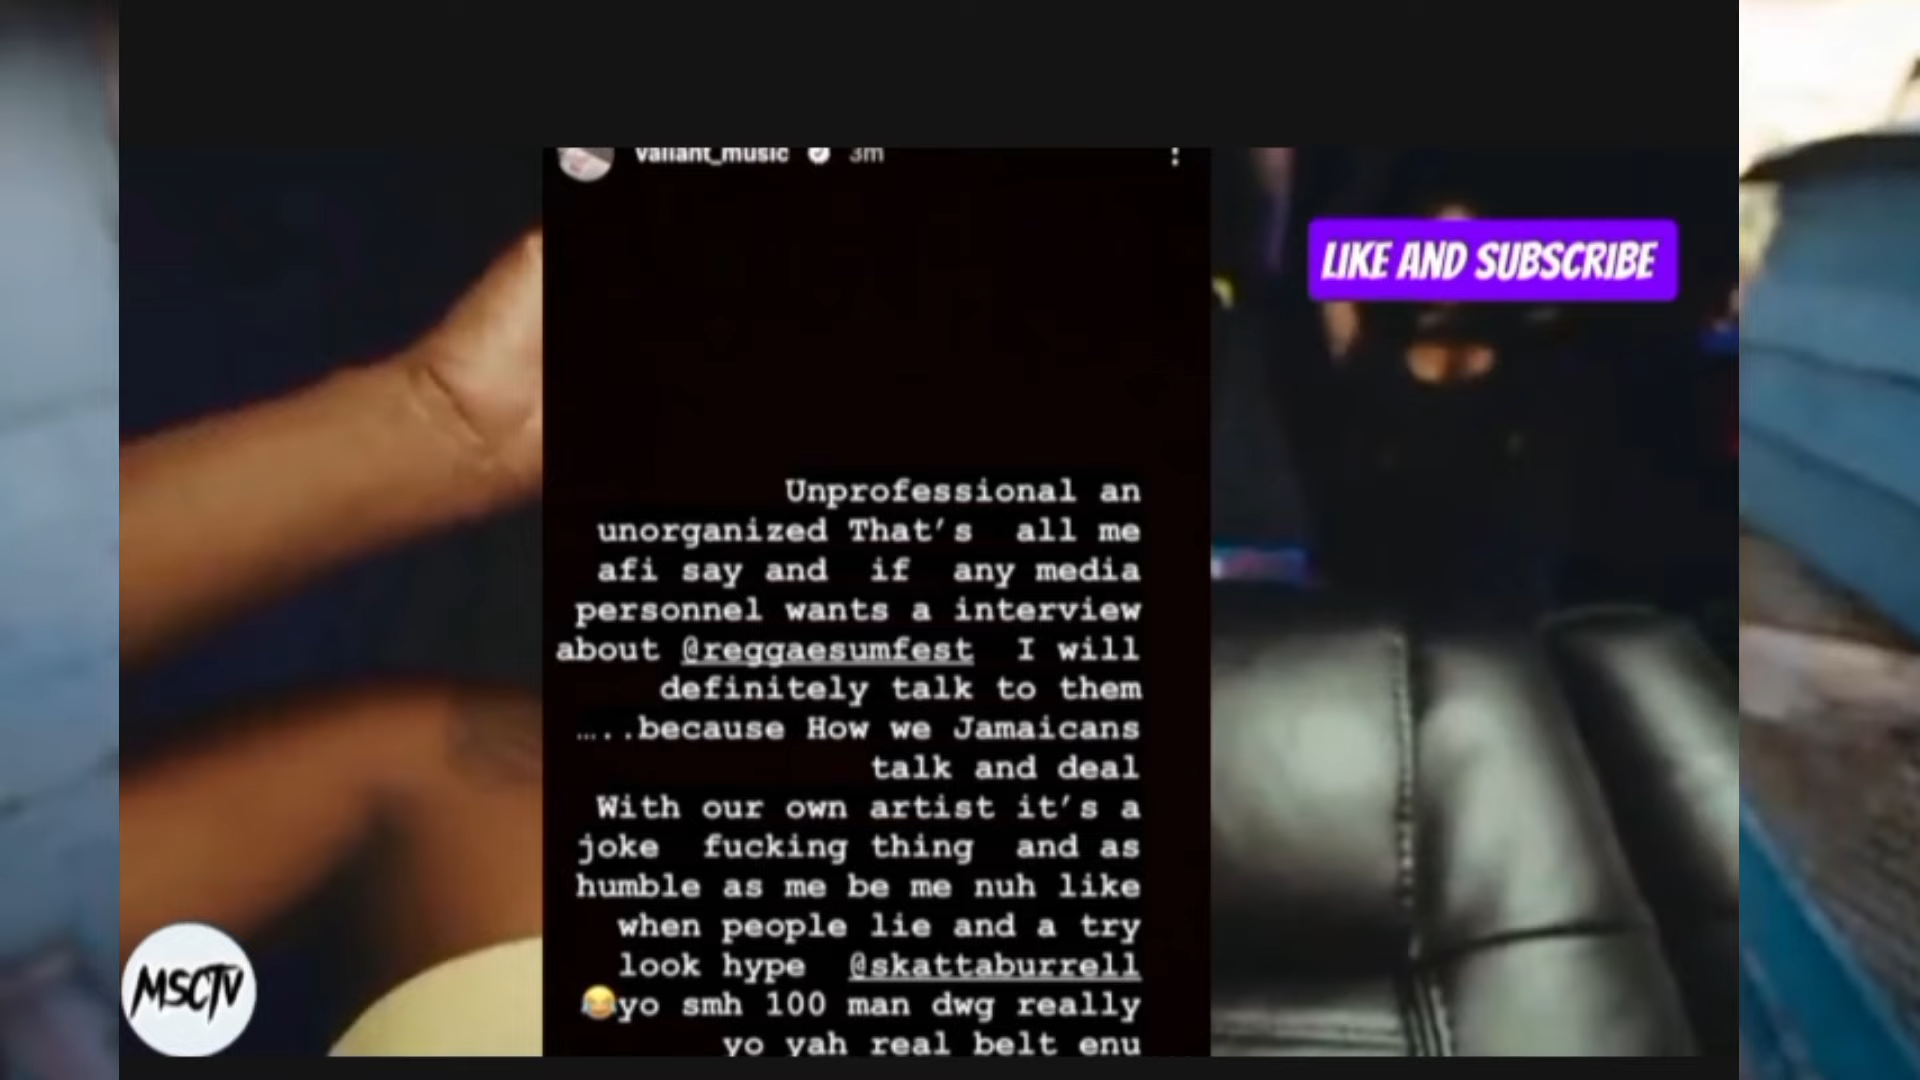 valiant_music 3m
LIKE AND SUBSCRIBE
Unprofessional an
unorganized That's all me
afi say and if any media
personnel wants a interview
about @reggaesumfest I will
definitely talk to them
.....because How we Jamaicans
talk and deal
With our own artist it's a
joke fucking thing and as
humble as me be me nuh like
when people lie and a try
look hype @skattaburrell
😂yo smh 100 man dwg really
yo yah real belt enu
MSCTV